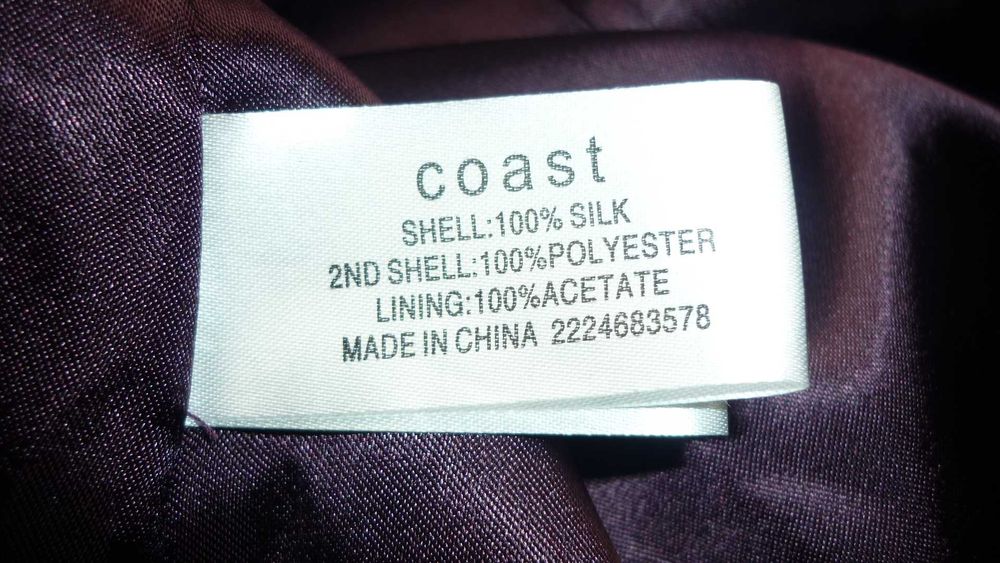 coast
SHELL:100% SILK
2ND SHELL:100%POLYESTER
LINING:100%ACETATE
MADE IN CHINA 2224683578